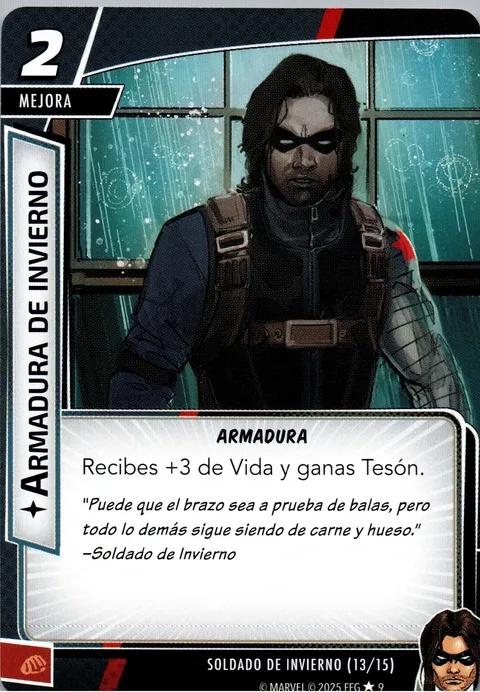 2
MEJORA
ARMADURA DE INVIERNO
ARMADURA
Recibes +3 de Vida y ganas Tesón.
"Puede que el brazo sea a prueba de balas, pero
todo lo demás sigue siendo de carne y hueso."
–Soldado de Invierno
SOLDADO DE INVIERNO (13/15)
© MARVEL © 2025 FFG ★ 9